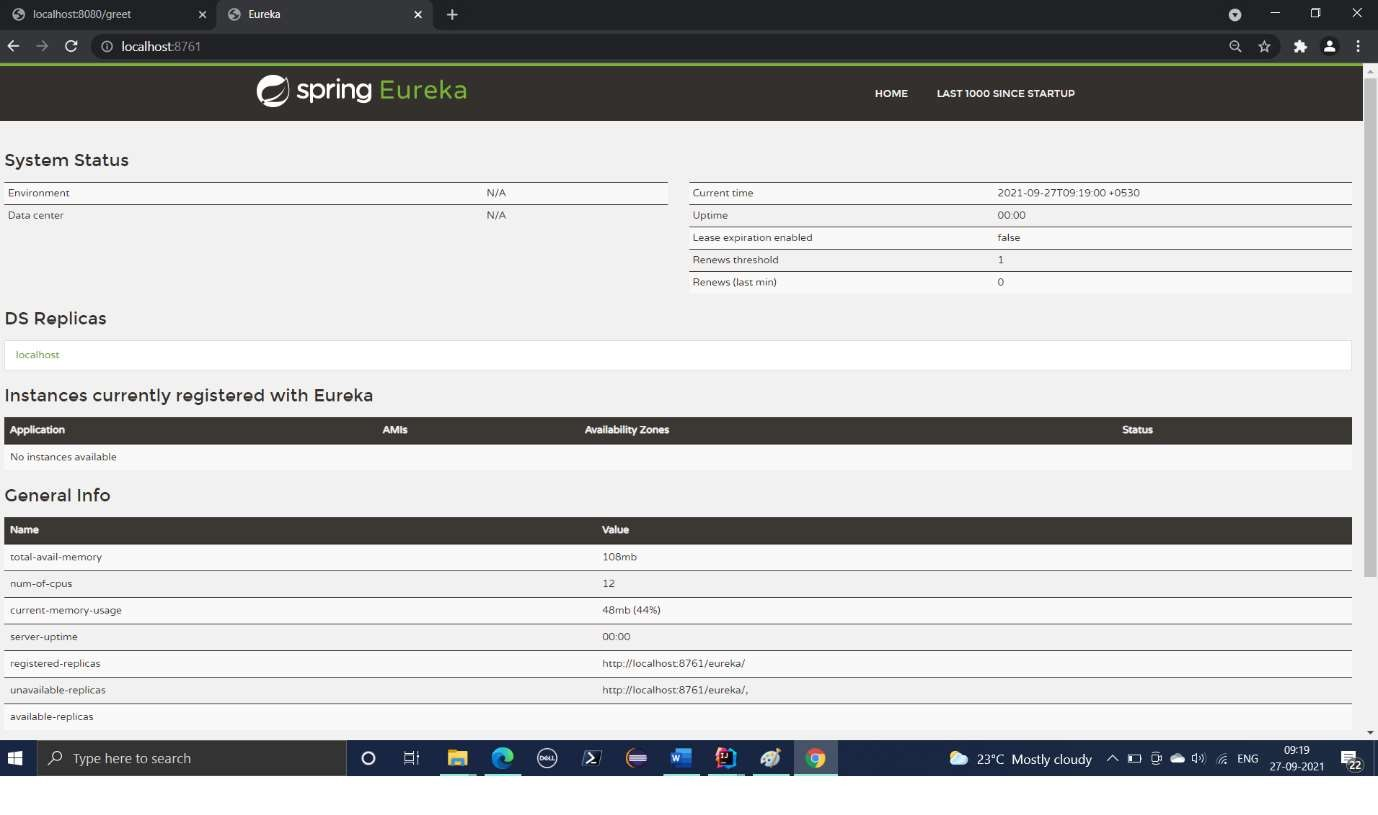 localhost:8080/greet
Eureka
localhost:8761
spring Eureka
HOME LAST 1000 SINCE STARTUP
System Status
Environment N/A
Data center N/A
Current time 2021-09-27T09:19:00 +0530
Uptime 00:00
Lease expiration enabled false
Renews threshold 1
Renews (last min) 0
DS Replicas
localhost
Instances currently registered with Eureka
Application AMIs Availability Zones Status
No instances available
General Info
Name Value
total-avail-memory 108mb
num-of-cpus 12
current-memory-usage 48mb (44%)
server-uptime 00:00
registered-replicas http://localhost:8761/eureka/
unavailable-replicas http://localhost:8761/eureka/,
available-replicas
Type here to search
DELL
W
IJ
23°C Mostly cloudy
ENG
09:19
27-09-2021
22